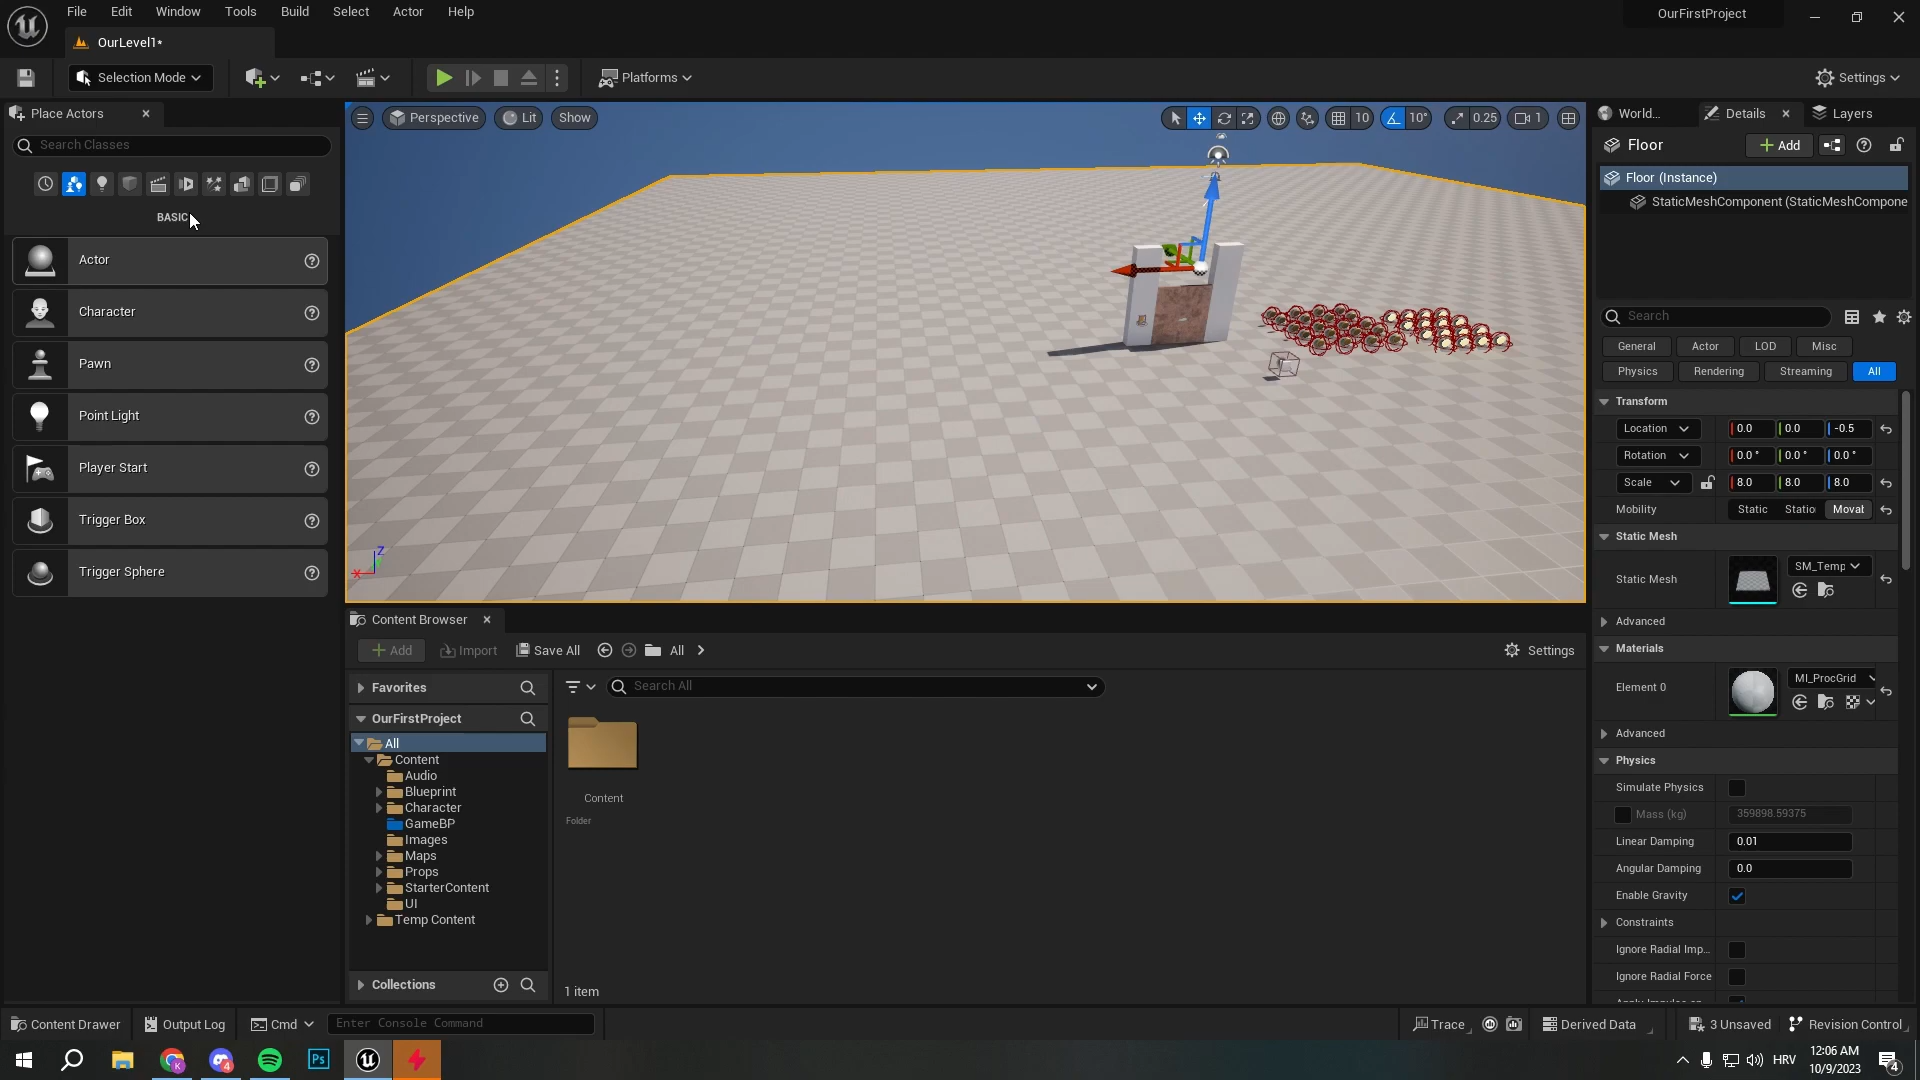 File Edit Window Tools Build Select Actor Help
OurFirstProject
OurLevel1*
Selection Mode
Platforms
Settings
Place Actors
Search Classes
BASIC
Actor
Character
Pawn
Point Light
Player Start
Trigger Box
Trigger Sphere
Perspective Lit Show
10 10° 0.25 1
Z
X
World... Details Layers
Floor
+ Add
Floor (Instance)
StaticMeshComponent (StaticMeshCompone
Search
General Actor LOD Misc
Physics Rendering Streaming All
Transform
Location 0.0 0.0 -0.5
Rotation 0.0 ° 0.0 ° 0.0 °
Scale 8.0 8.0 8.0
Mobility Static Statio Movab
Static Mesh
Static Mesh SM_Temp
Advanced
Materials
Element 0 MI_ProcGrid
Advanced
Physics
Simulate Physics
Mass (kg) 359898.59375
Linear Damping 0.01
Angular Damping 0.0
Enable Gravity
Constraints
Ignore Radial Imp...
Ignore Radial Force
Content Browser
+ Add Import Save All All Settings
Favorites
Search All
OurFirstProject
All
Content
Audio
Blueprint
Character
GameBP
Images
Maps
Props
StarterContent
UI
Temp Content
Collections
Content
Folder
1 item
Content Drawer Output Log Cmd Enter Console Command
Trace Derived Data 3 Unsaved Revision Control
Ps
K
4
HRV
12:06 AM
10/9/2023
4